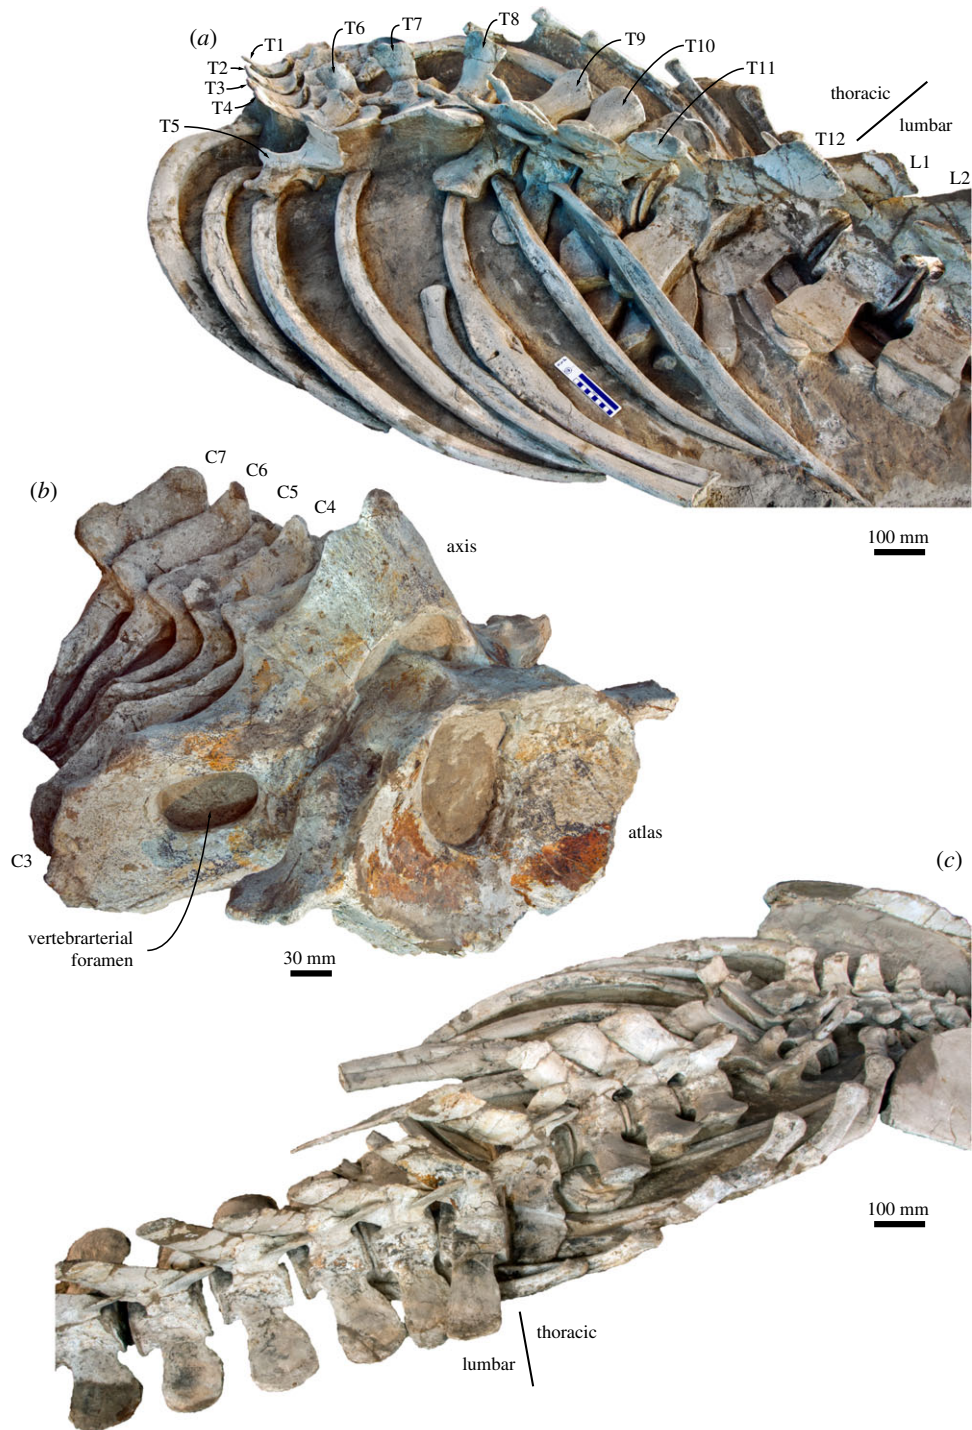 (a)
T1
T2
T3
T4
T5
T6
T7
T8
T9
T10
T11
thoracic
lumbar
T12
L1
L2
100 mm
(b)
C7
C6
C5
C4
axis
atlas
C3
vertebrarterial
foramen
30 mm
(c)
100 mm
thoracic
lumbar